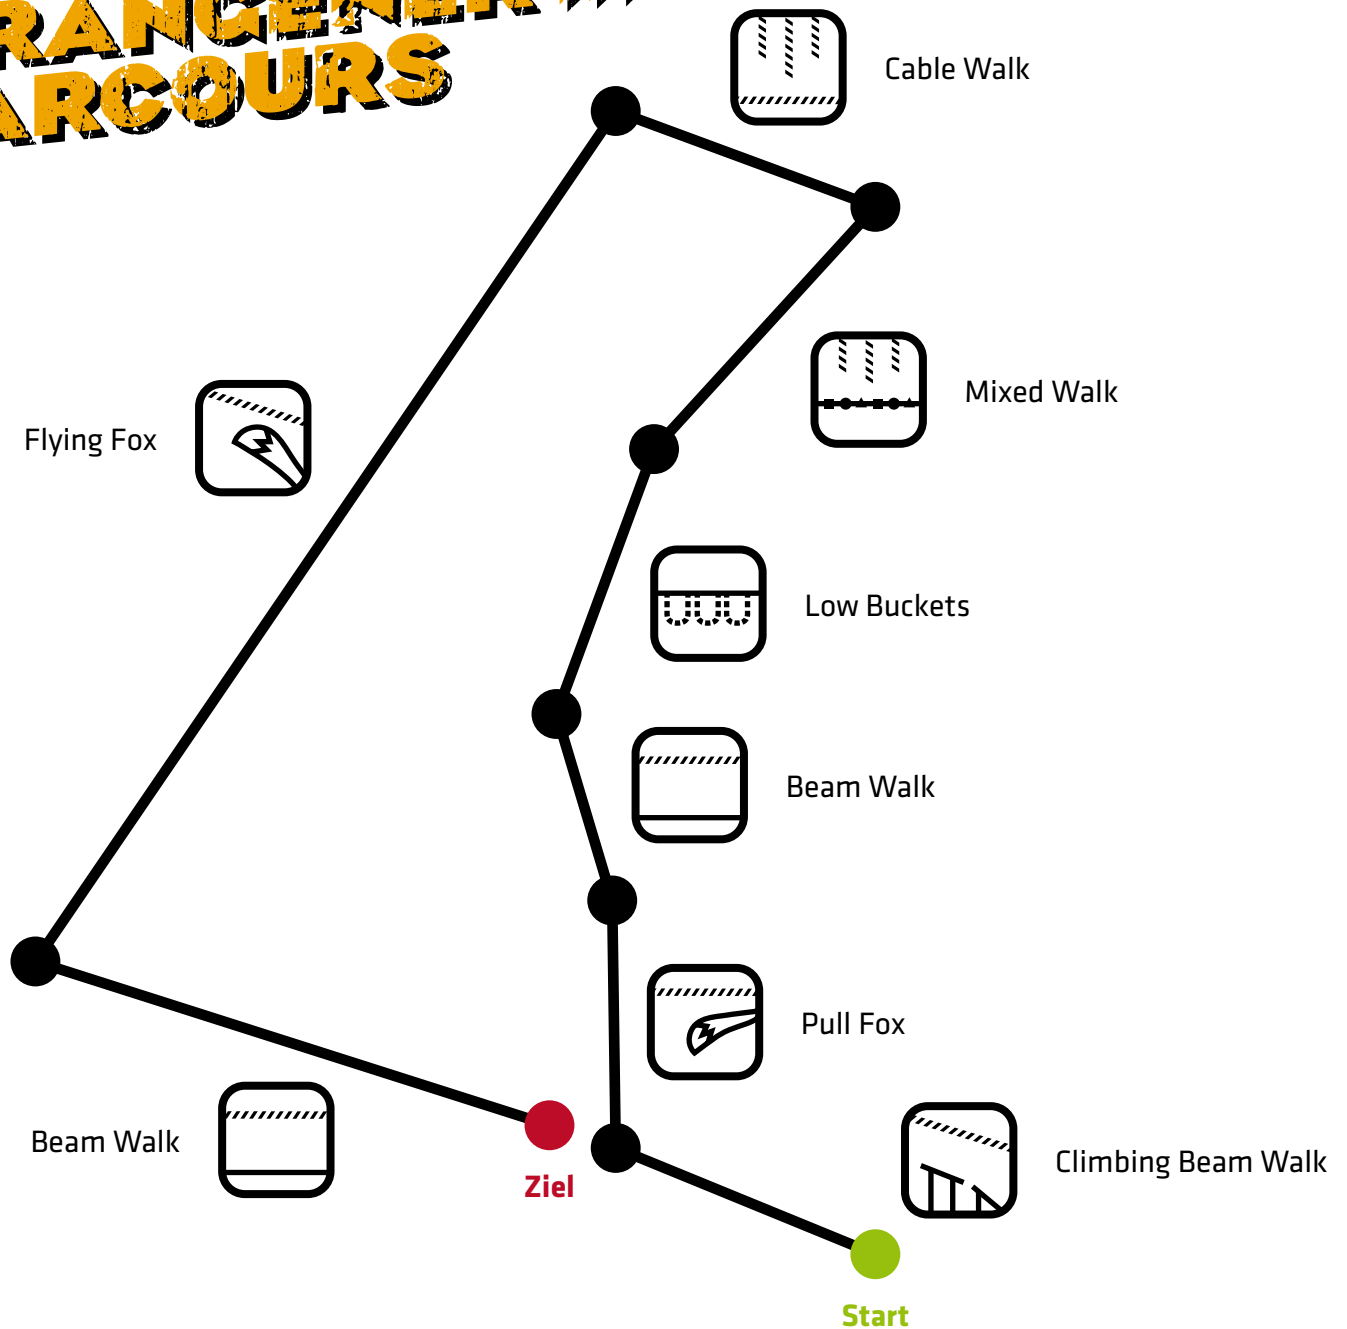 ARCOURS
Cable Walk
Mixed Walk
Flying Fox
Low Buckets
Beam Walk
Pull Fox
Beam Walk
Climbing Beam Walk
Ziel
Start